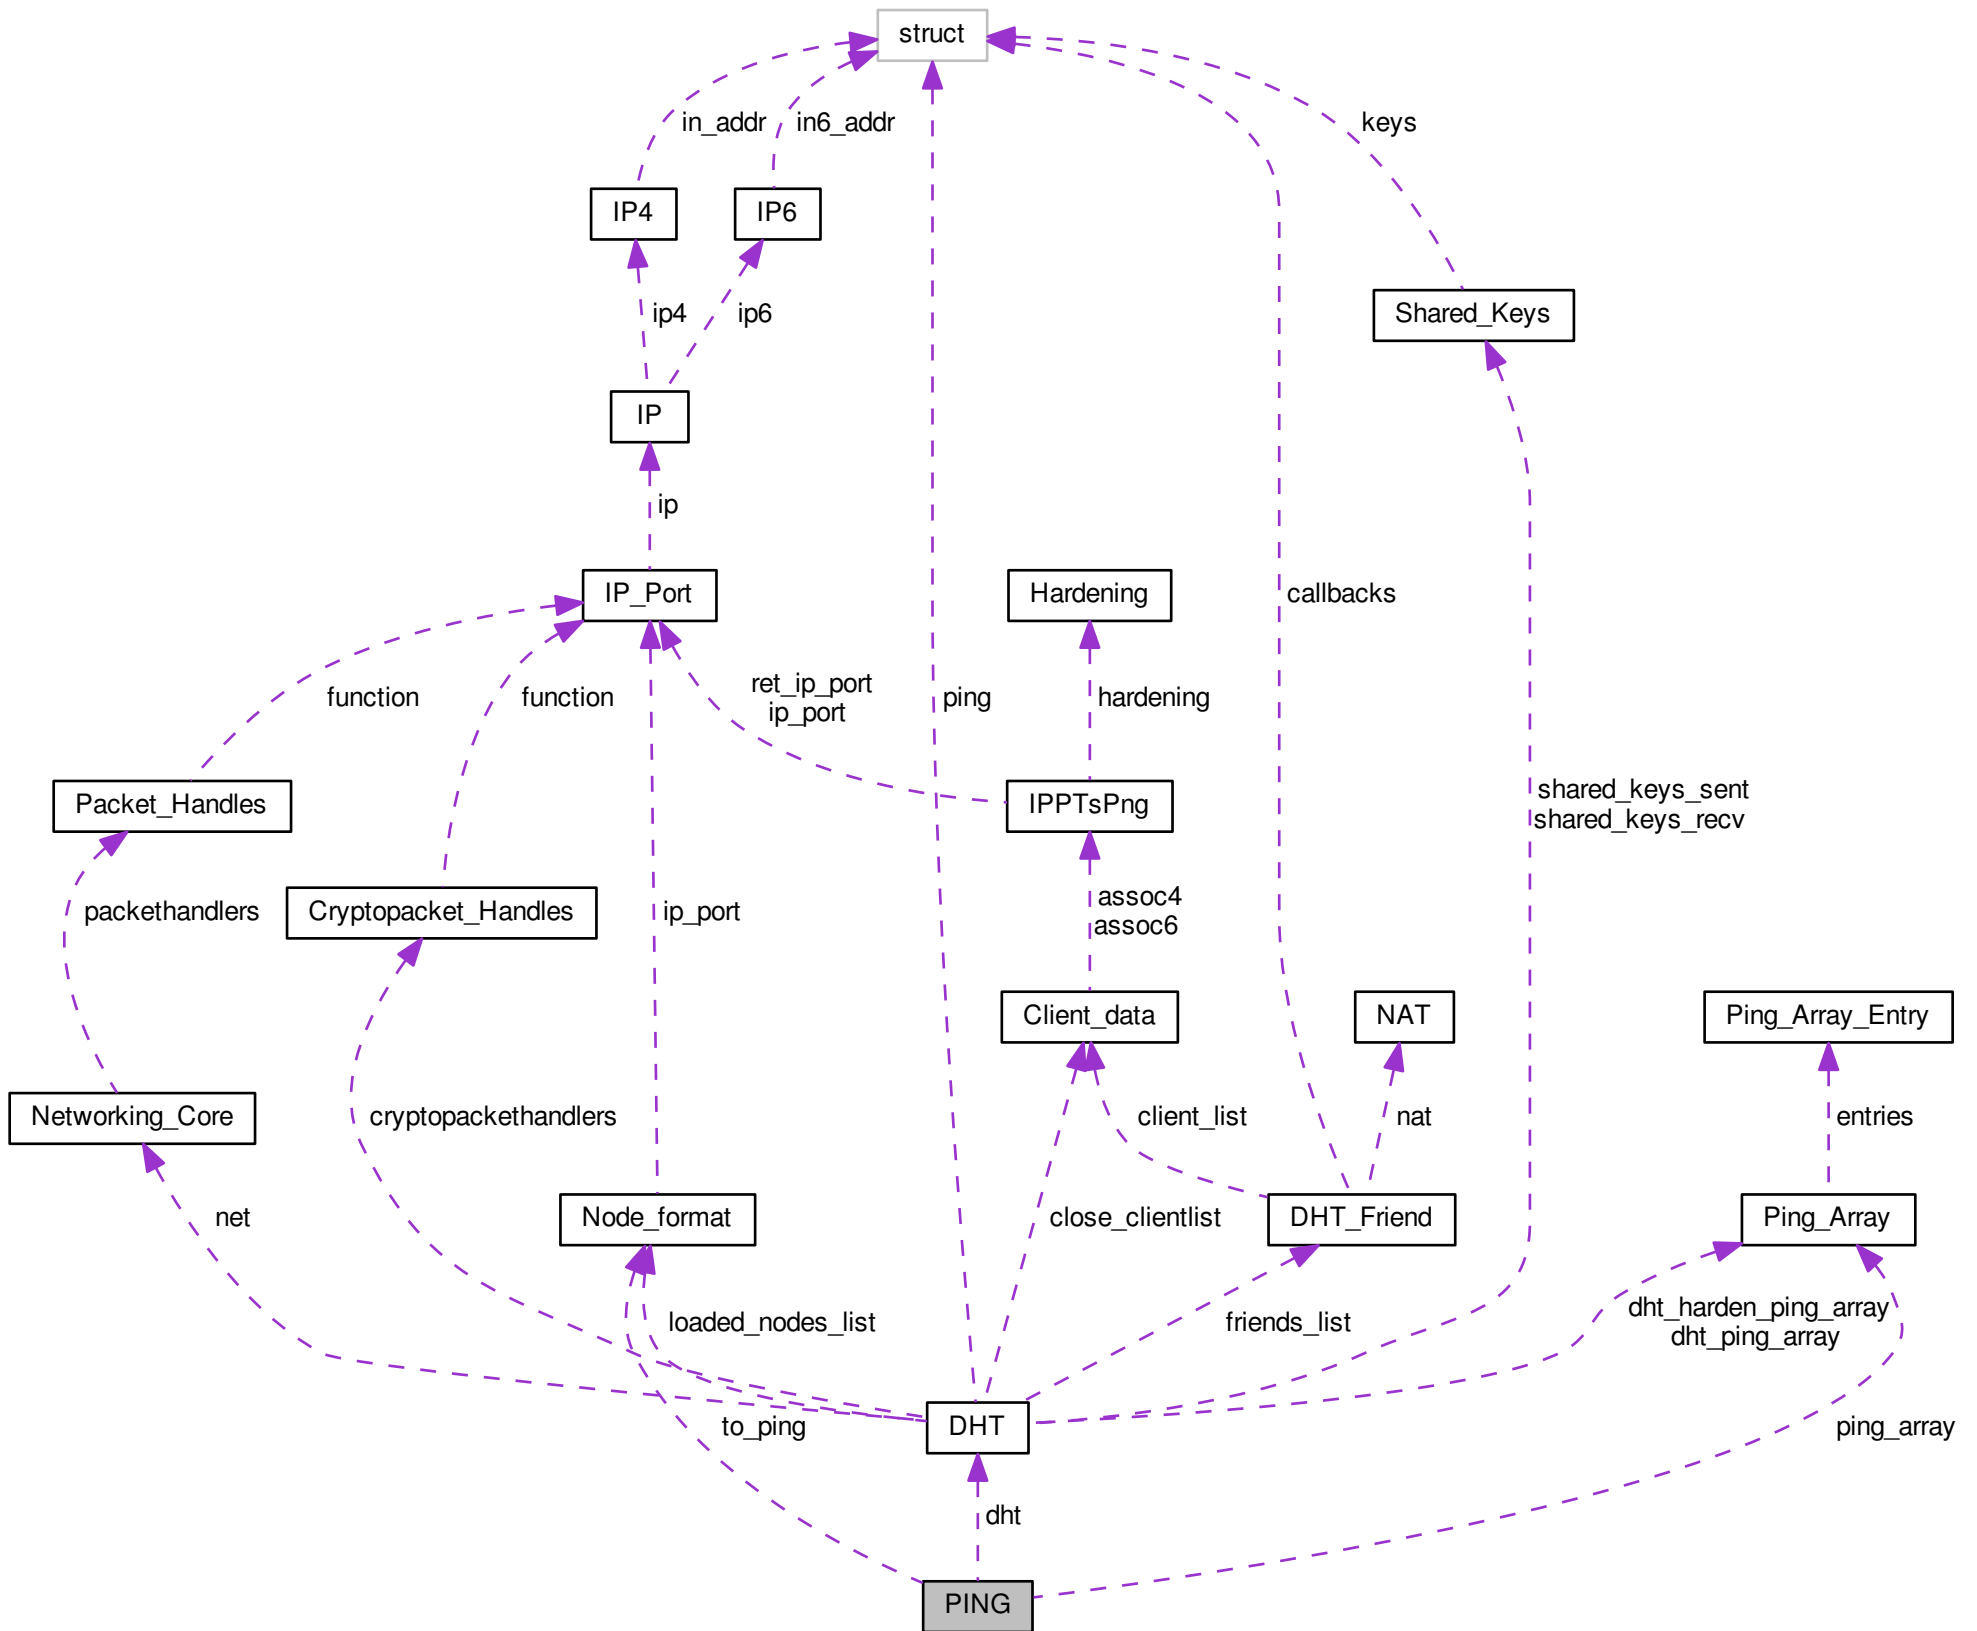 struct
in_addr
in6_addr
keys
IP4
IP6
ip4
ip6
Shared_Keys
IP
ip
IP_Port
Hardening
callbacks
function
function
ret_ip_port
ip_port
ping
hardening
Packet_Handles
IPPTsPng
shared_keys_sent
shared_keys_recv
packethandlers
Cryptopacket_Handles
ip_port
assoc4
assoc6
Client_data
NAT
Ping_Array_Entry
Networking_Core
cryptopackethandlers
client_list
nat
entries
net
Node_format
close_clientlist
DHT_Friend
Ping_Array
loaded_nodes_list
friends_list
dht_harden_ping_array
dht_ping_array
to_ping
DHT
ping_array
dht
PING